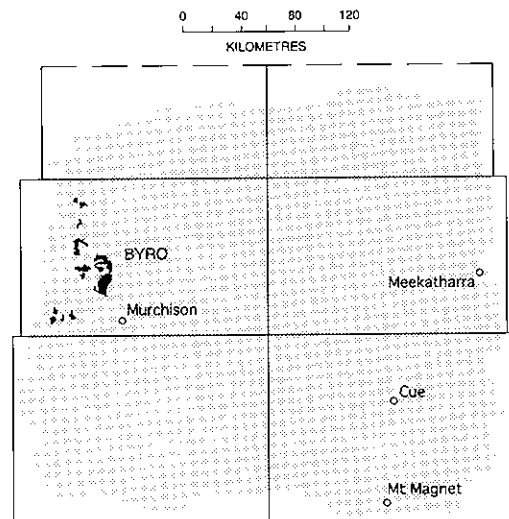 0 40 80 120
KILOMETRES
BYRO
Meekatharra
Murchison
Cue
Mt Magnet